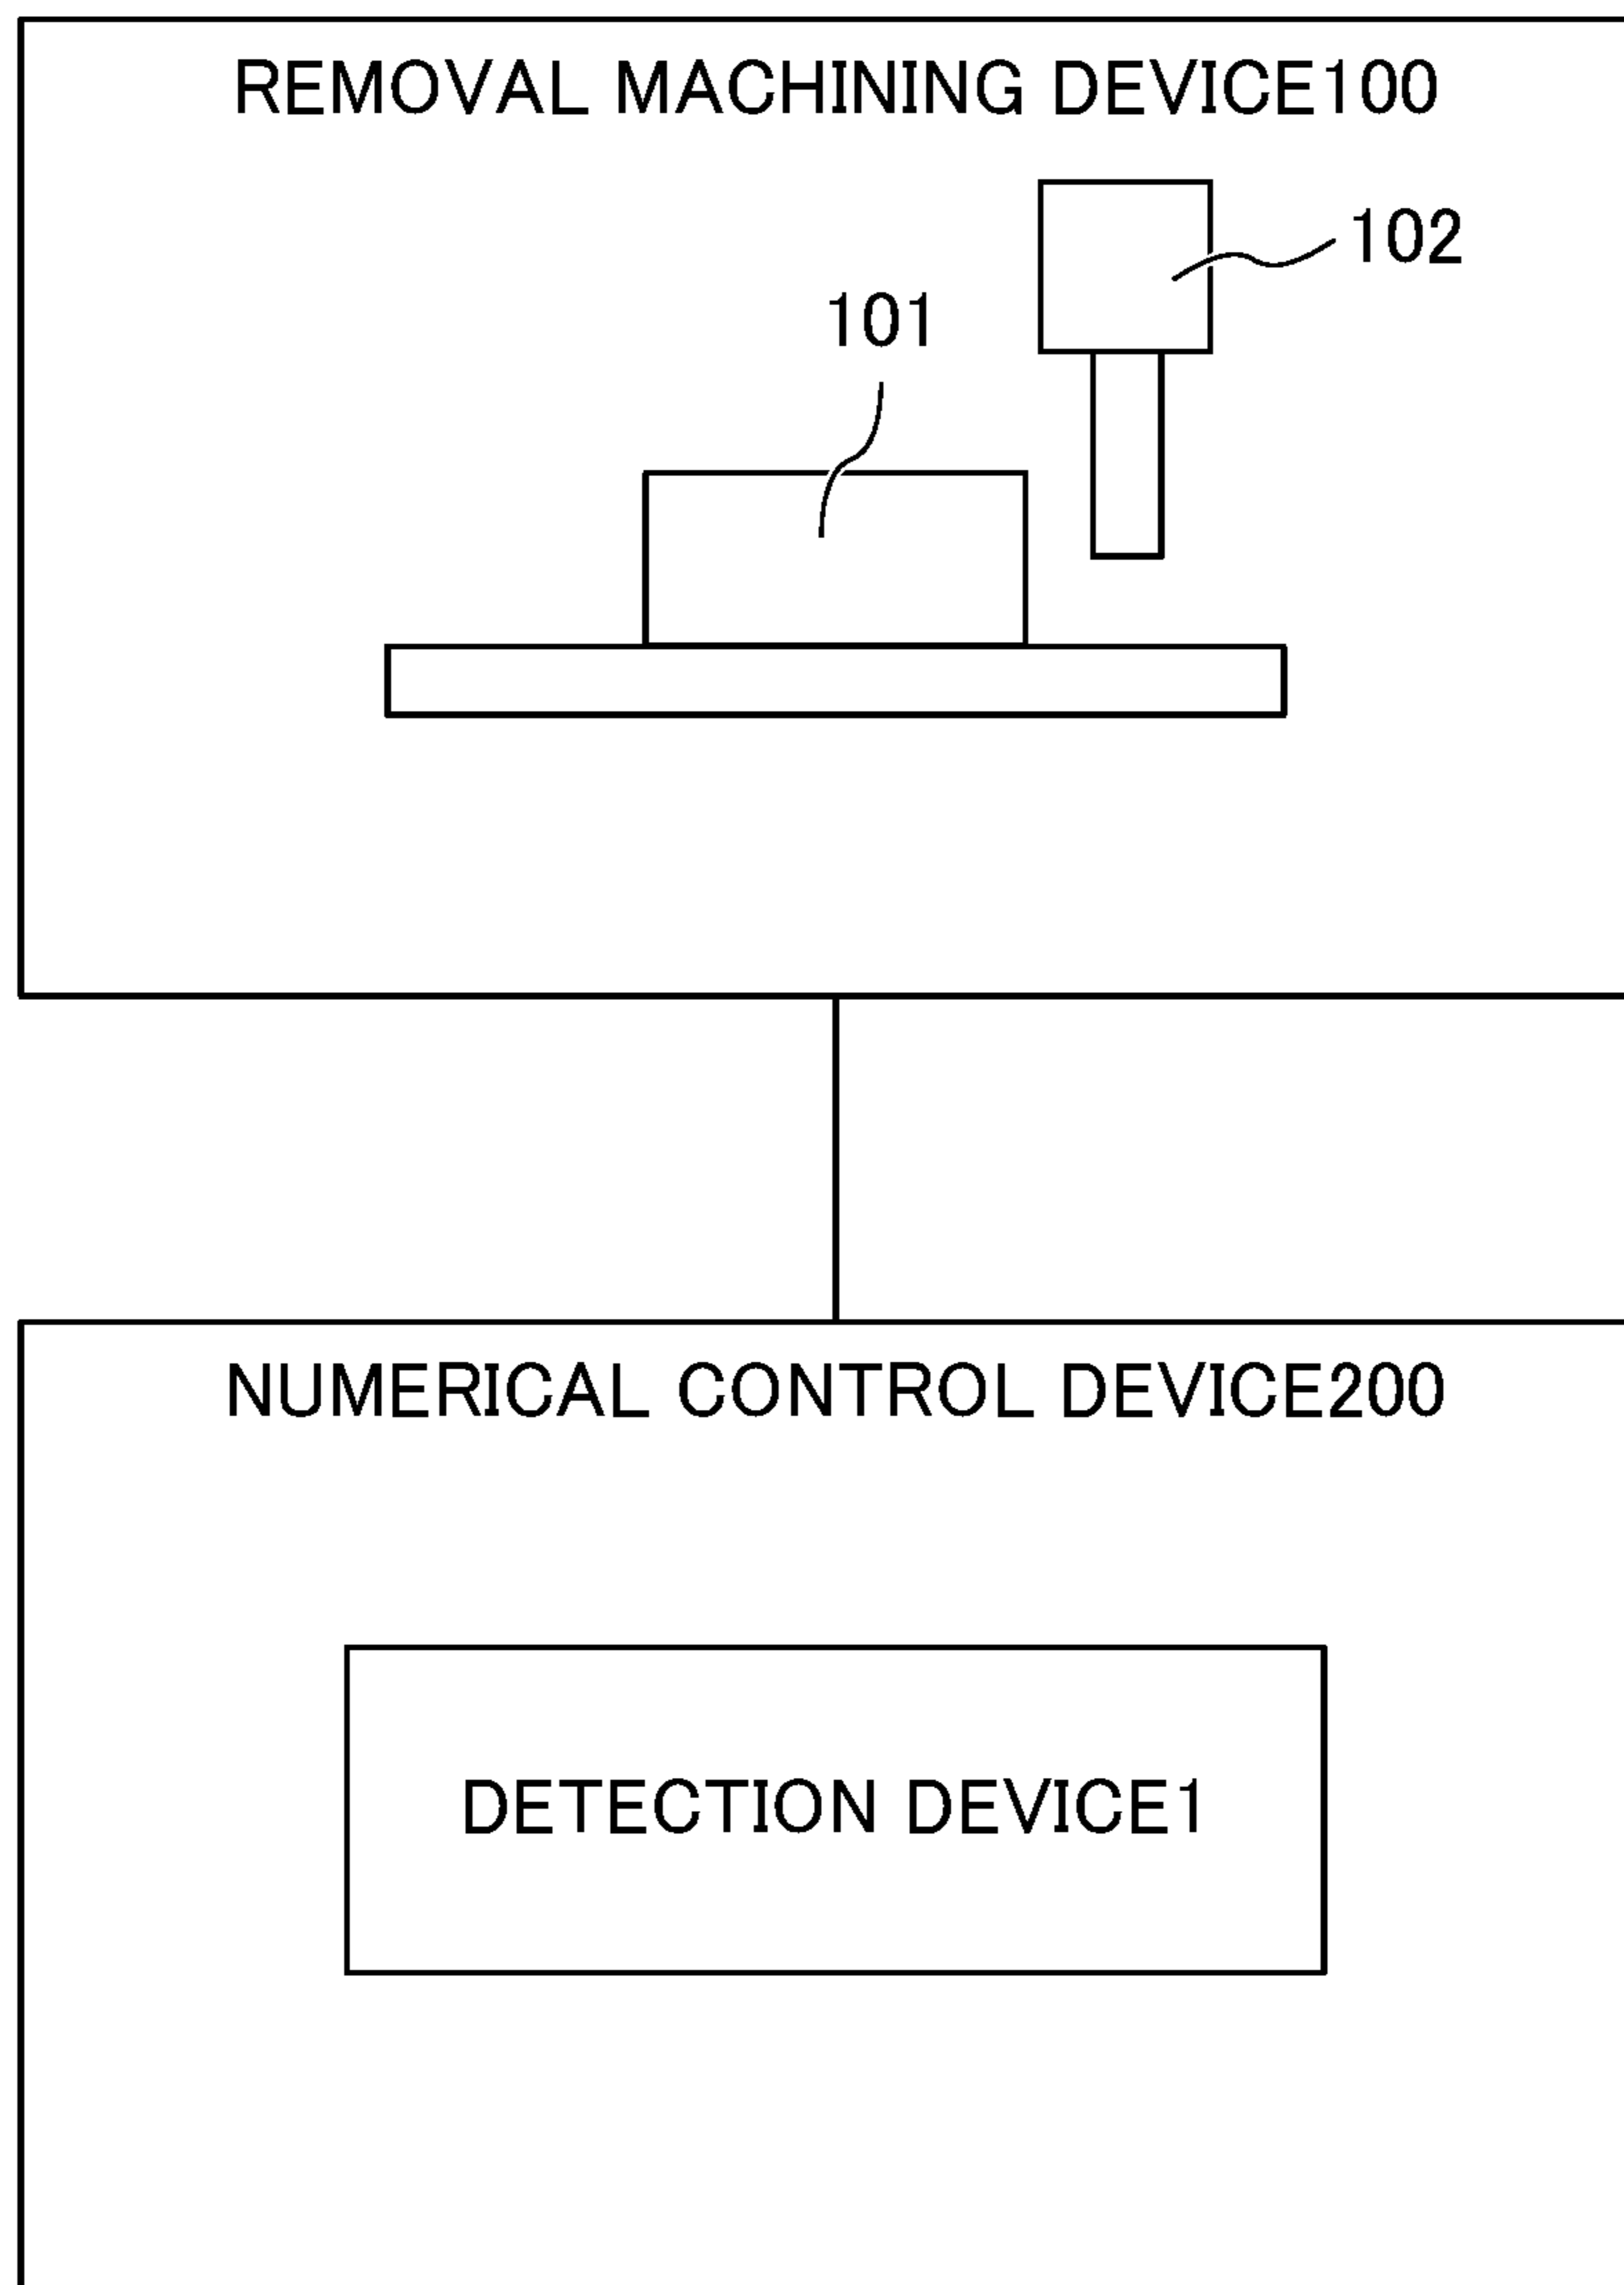 REMOVAL MACHINING DEVICE100
102
101
NUMERICAL CONTROL DEVICE200
DETECTION DEVICE1